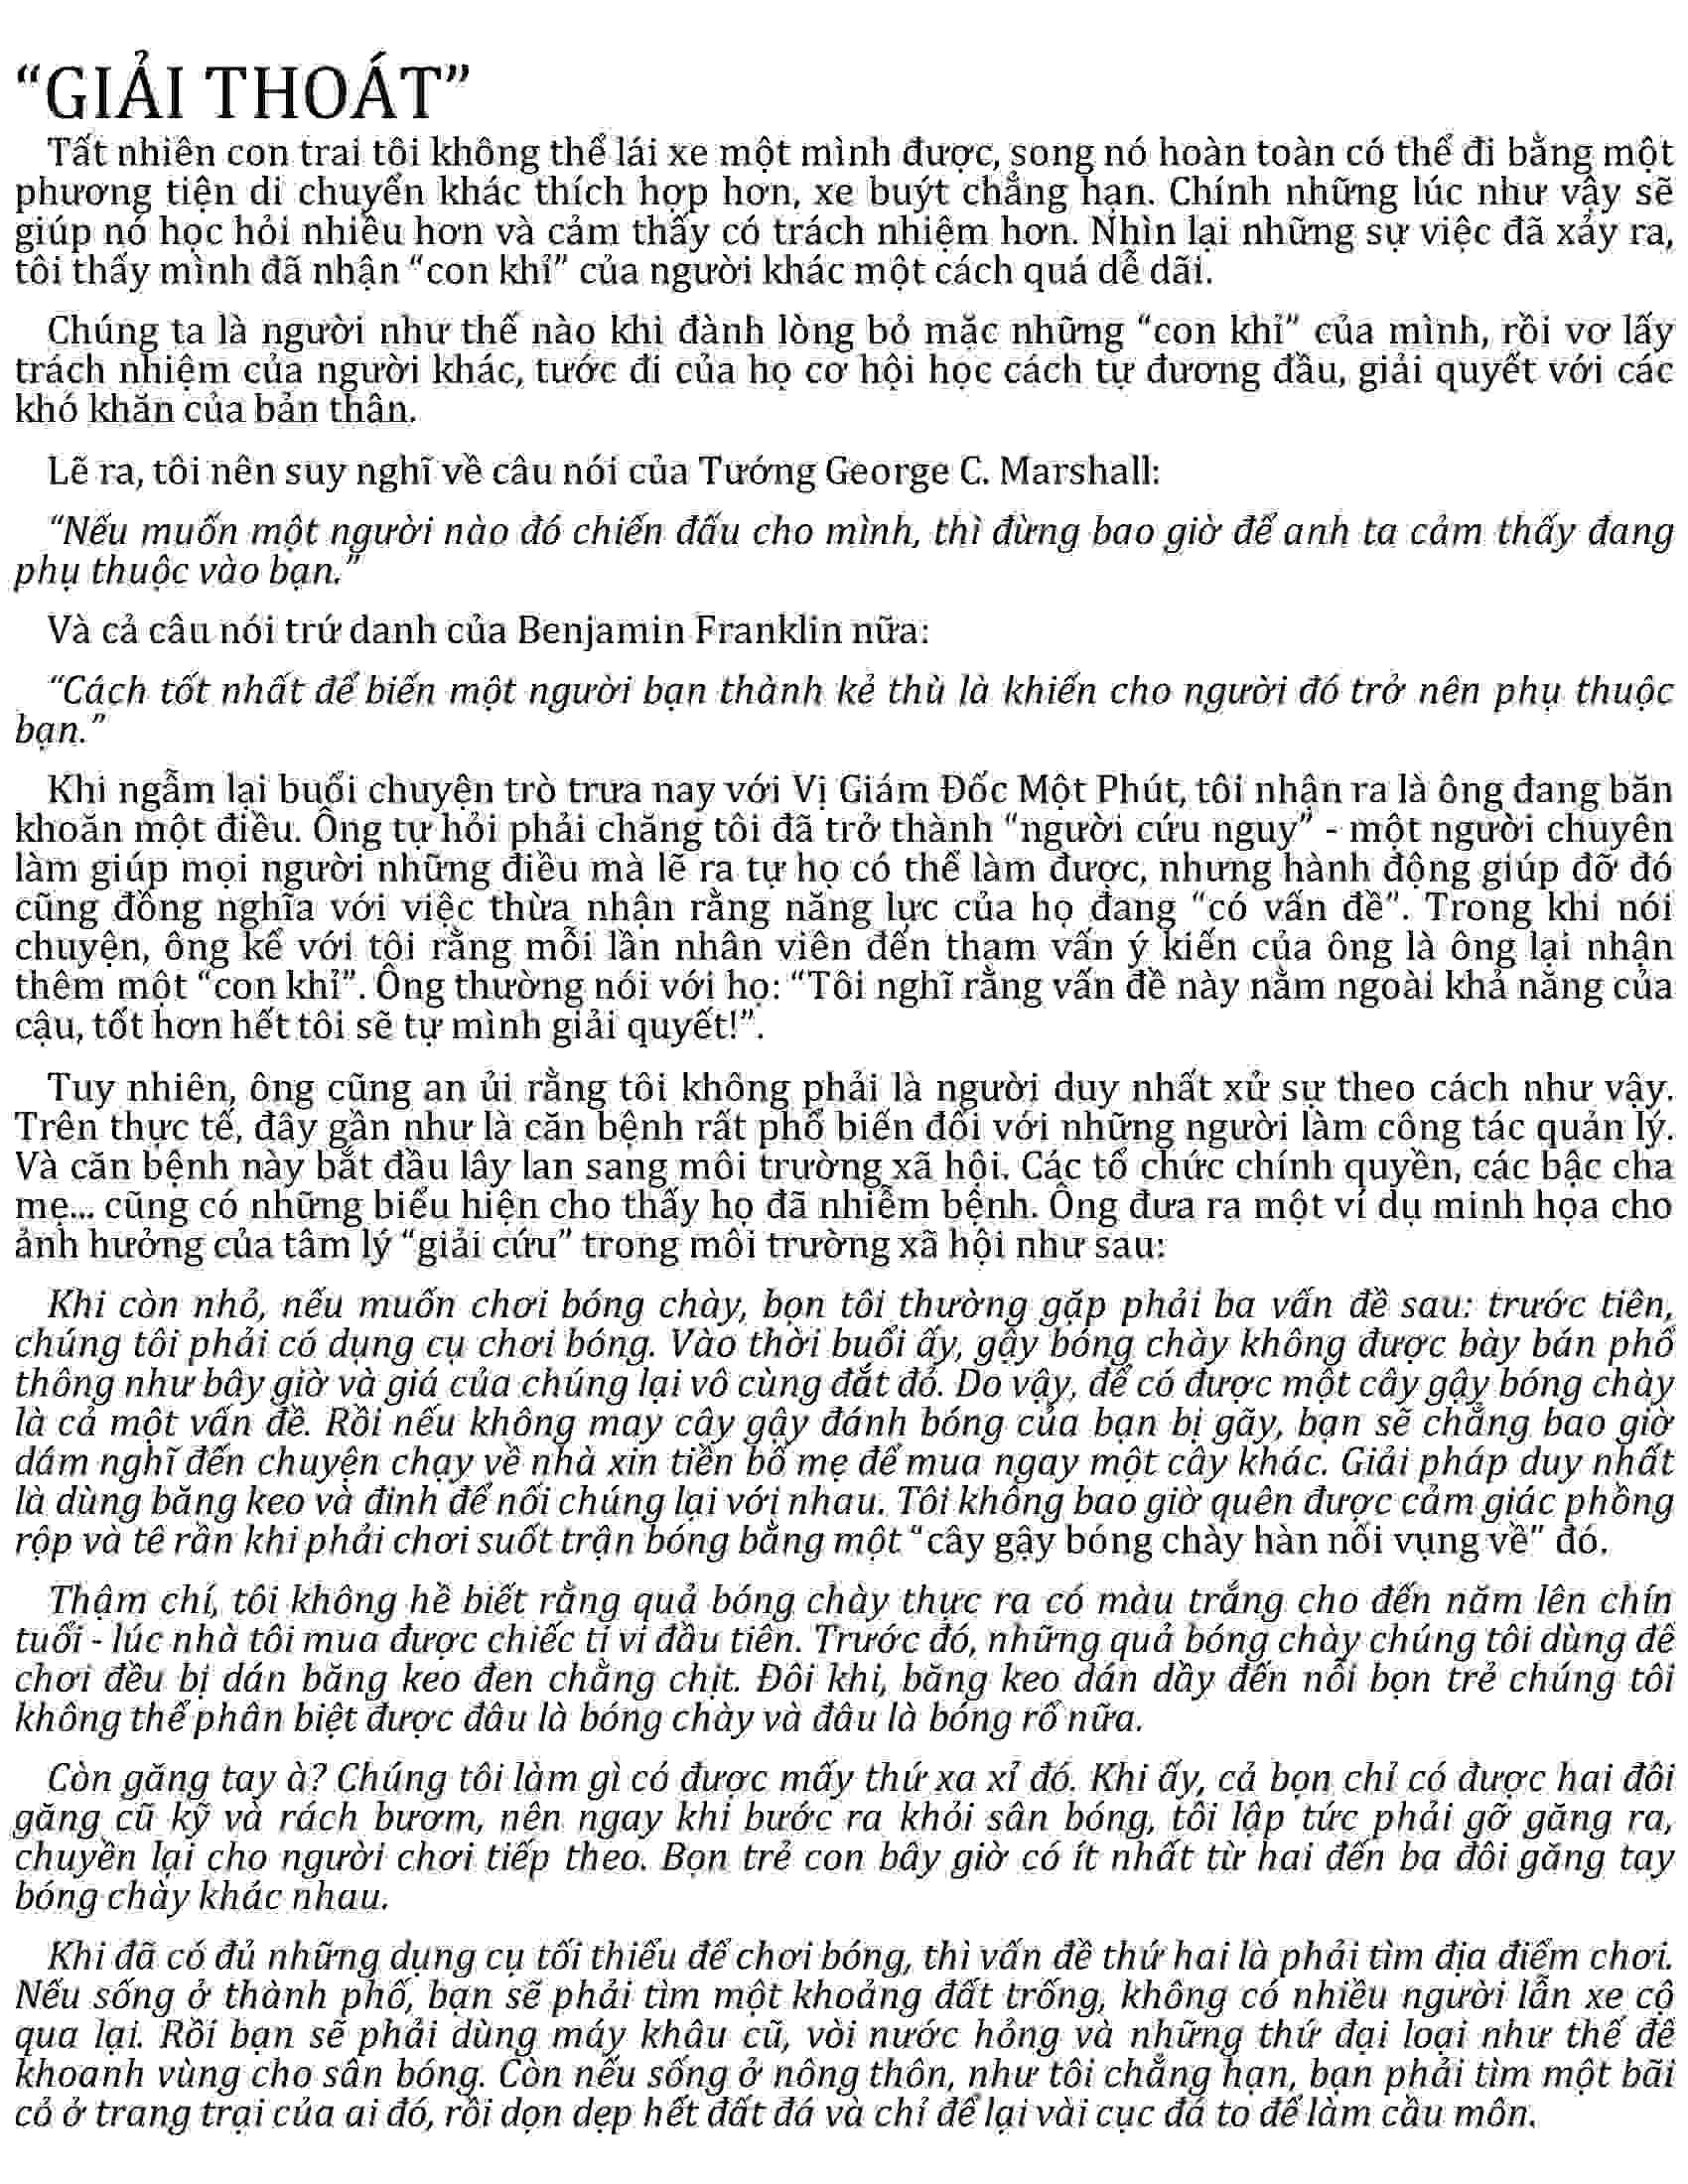 “GIẢI THOÁT”
Tất nhiên con trai tôi không thể lái xe một mình được, song nó hoàn toàn có thể đi bằng một
phương tiện di chuyển khác thích hợp hơn, xe buýt chẳng hạn. Chính những lúc như vậy sẽ
giúp nó học hỏi nhiều hơn và cảm thấy có trách nhiệm hơn. Nhìn lại những sự việc đã xảy ra,
tôi thấy mình đã nhận “con khỉ” của người khác một cách quá dễ dãi.
Chúng ta là người như thế nào khi đành lòng bỏ mặc những “con khỉ” của mình, rồi vơ lấy
trách nhiệm của người khác, tước đi của họ cơ hội học cách tự đương đầu, giải quyết với các
khó khăn của bản thân.
Lẽ ra, tôi nên suy nghĩ về câu nói của Tướng George C. Marshall:
“Nếu muốn một người nào đó chiến đấu cho mình, thì đừng bao giờ để anh ta cảm thấy đang
phụ thuộc vào bạn.”
Và cả câu nói trứ danh của Benjamin Franklin nữa:
“Cách tốt nhất để biến một người bạn thành kẻ thù là khiến cho người đó trở nên phụ thuộc
bạn.”
Khi ngẫm lại buổi chuyện trò trưa nay với Vị Giám Đốc Một Phút, tôi nhận ra là ông đang băn
khoăn một điều. Ông tự hỏi phải chăng tôi đã trở thành “người cứu nguy” - một người chuyên
làm giúp mọi người những điều mà lẽ ra tự họ có thể làm được, nhưng hành động giúp đỡ đó
cũng đồng nghĩa với việc thừa nhận rằng năng lực của họ đang “có vấn đề”. Trong khi nói
chuyện, ông kể với tôi rằng mỗi lần nhân viên đến tham vấn ý kiến của ông là ông lại nhận
thêm một “con khỉ”. Ông thường nói với họ: “Tôi nghĩ rằng vấn đề này nằm ngoài khả năng của
cậu, tốt hơn hết tôi sẽ tự mình giải quyết!”.
Tuy nhiên, ông cũng an ủi rằng tôi không phải là người duy nhất xử sự theo cách như vậy.
Trên thực tế, đây gần như là căn bệnh rất phổ biến đối với những người làm công tác quản lý.
Và căn bệnh này bắt đầu lây lan sang môi trường xã hội. Các tổ chức chính quyền, các bậc cha
mẹ... cũng có những biểu hiện cho thấy họ đã nhiễm bệnh. Ông đưa ra một ví dụ minh họa cho
ảnh hưởng của tâm lý “giải cứu” trong môi trường xã hội như sau:
Khi còn nhỏ, nếu muốn chơi bóng chày, bọn tôi thường gặp phải ba vấn đề sau: trước tiên,
chúng tôi phải có dụng cụ chơi bóng. Vào thời buổi ấy, gậy bóng chày không được bày bán phổ
thông như bây giờ và giá của chúng lại vô cùng đắt đỏ. Do vậy, để có được một cây gậy bóng chày
là cả một vấn đề. Rồi nếu không may cây gậy đánh bóng của bạn bị gãy, bạn sẽ chẳng bao giờ
dám nghĩ đến chuyện chạy về nhà xin tiền bố mẹ để mua ngay một cây khác. Giải pháp duy nhất
là dùng băng keo và đinh để nối chúng lại với nhau. Tôi không bao giờ quên được cảm giác phồng
rộp và tê rần khi phải chơi suốt trận bóng bằng một “cây gậy bóng chày hàn nối vụng về” đó.
Thậm chí, tôi không hề biết rằng quả bóng chày thực ra có màu trắng cho đến năm lên chín
tuổi - lúc nhà tôi mua được chiếc ti vi đầu tiên. Trước đó, những quả bóng chày chúng tôi dùng để
chơi đều bị dán băng keo đen chằng chịt. Đôi khi, băng keo dán dầy đến nỗi bọn trẻ chúng tôi
không thể phân biệt được đâu là bóng chày và đâu là bóng rổ nữa.
Còn găng tay à? Chúng tôi làm gì có được mấy thứ xa xỉ đó. Khi ấy, cả bọn chỉ có được hai đôi
găng cũ kỹ và rách bươm, nên ngay khi bước ra khỏi sân bóng, tôi lập tức phải gỡ găng ra,
chuyền lại cho người chơi tiếp theo. Bọn trẻ con bây giờ có ít nhất từ hai đến ba đôi găng tay
bóng chày khác nhau.
Khi đã có đủ những dụng cụ tối thiểu để chơi bóng, thì vấn đề thứ hai là phải tìm địa điểm chơi.
Nếu sống ở thành phố, bạn sẽ phải tìm một khoảng đất trống, không có nhiều người lẫn xe cộ
qua lại. Rồi bạn sẽ phải dùng máy khâu cũ, vòi nước hỏng và những thứ đại loại như thế để
khoanh vùng cho sân bóng. Còn nếu sống ở nông thôn, như tôi chẳng hạn, bạn phải tìm một bãi
cỏ ở trang trại của ai đó, rồi dọn dẹp hết đất đá và chỉ để lại vài cục đá to để làm cầu môn.